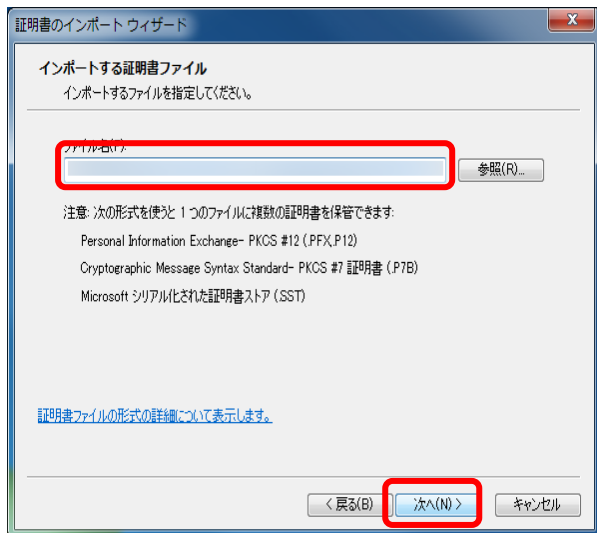 証明書のインポート ウィザード
インポートする証明書ファイル
インポートするファイルを指定してください。
ファイル名(F):
参照(R)...
注意: 次の形式を使うと 1 つのファイルに複数の証明書を保管できます:
Personal Information Exchange- PKCS #12 (.PFX,.P12)
Cryptographic Message Syntax Standard- PKCS #7 証明書 (.P7B)
Microsoft シリアル化された証明書ストア (.SST)
証明書ファイルの形式の詳細について表示します。
< 戻る(B) 次へ(N) > キャンセル